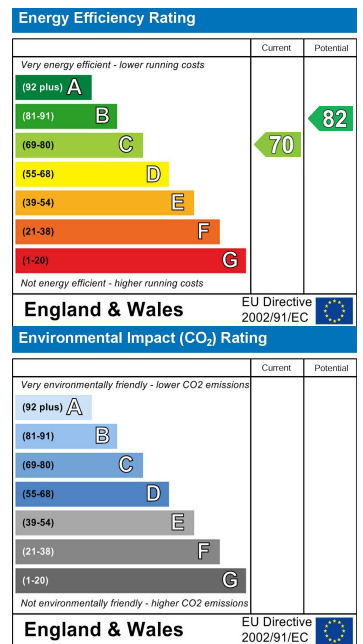 Energy Efficiency Rating
Current Potential
Very energy efficient - lower running costs
(92 plus) A
(81-91) B
82
(69-80) C
70
(55-68) D
(39-54) E
(21-38) F
(1-20) G
Not energy efficient - higher running costs
England & Wales
EU Directive
2002/91/EC
Environmental Impact (CO₂) Rating
Current Potential
Very environmentally friendly - lower CO2 emissions
(92 plus) A
(81-91) B
(69-80) C
(55-68) D
(39-54) E
(21-38) F
(1-20) G
Not environmentally friendly - higher CO2 emissions
England & Wales
EU Directive
2002/91/EC